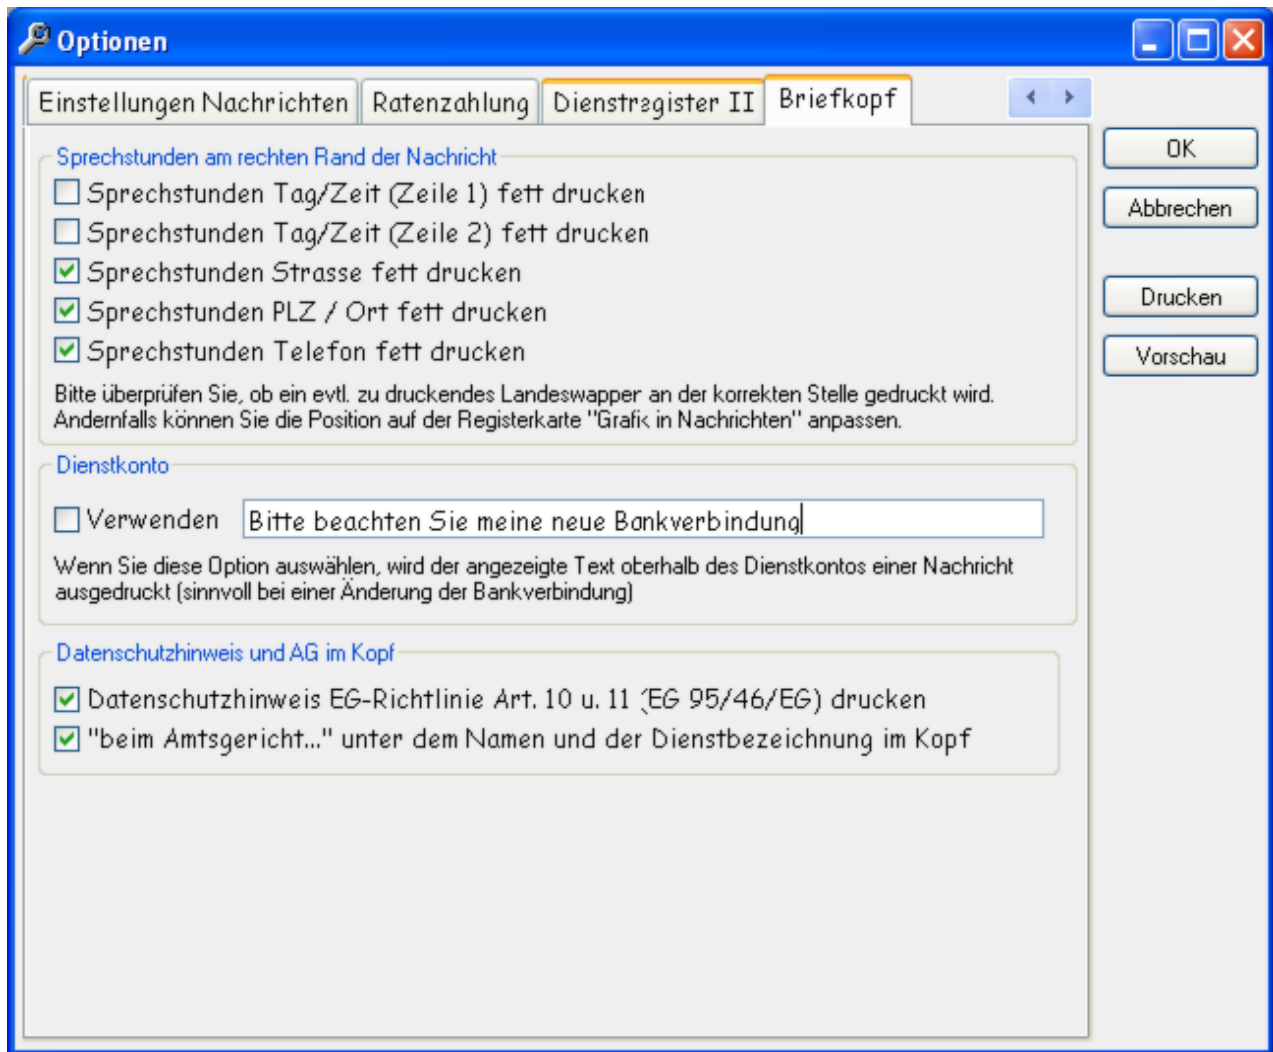 Optionen
Einstellungen Nachrichten Ratenzahlung Dienstregister II Briefkopf
OK
Abbrechen
Drucken
Vorschau
Sprechstunden am rechten Rand der Nachricht
Sprechstunden Tag/Zeit (Zeile 1) fett drucken
Sprechstunden Tag/Zeit (Zeile 2) fett drucken
Sprechstunden Strasse fett drucken
Sprechstunden PLZ / Ort fett drucken
Sprechstunden Telefon fett drucken
Bitte überprüfen Sie, ob ein evtl. zu druckendes Landeswapper an der korrekten Stelle gedruckt wird.
Andernfalls können Sie die Position auf der Registerkarte "Grafik in Nachrichten" anpassen.
Dienstkonto
Verwenden Bitte beachten Sie meine neue Bankverbindung
Wenn Sie diese Option auswählen, wird der angezeigte Text oberhalb des Dienstkontos einer Nachricht
ausgedruckt (sinnvoll bei einer Änderung der Bankverbindung)
Datenschutzhinweis und AG im Kopf
Datenschutzhinweis EG-Richtlinie Art. 10 u. 11 (EG 95/46/EG) drucken
"beim Amtsgericht..." unter dem Namen und der Dienstbezeichnung im Kopf